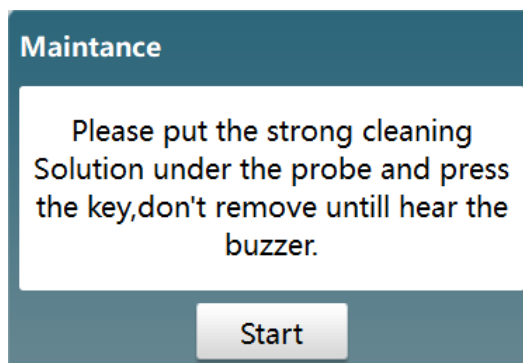 Maintance
Please put the strong cleaning
Solution under the probe and press
the key,don't remove untill hear the
buzzer.
Start